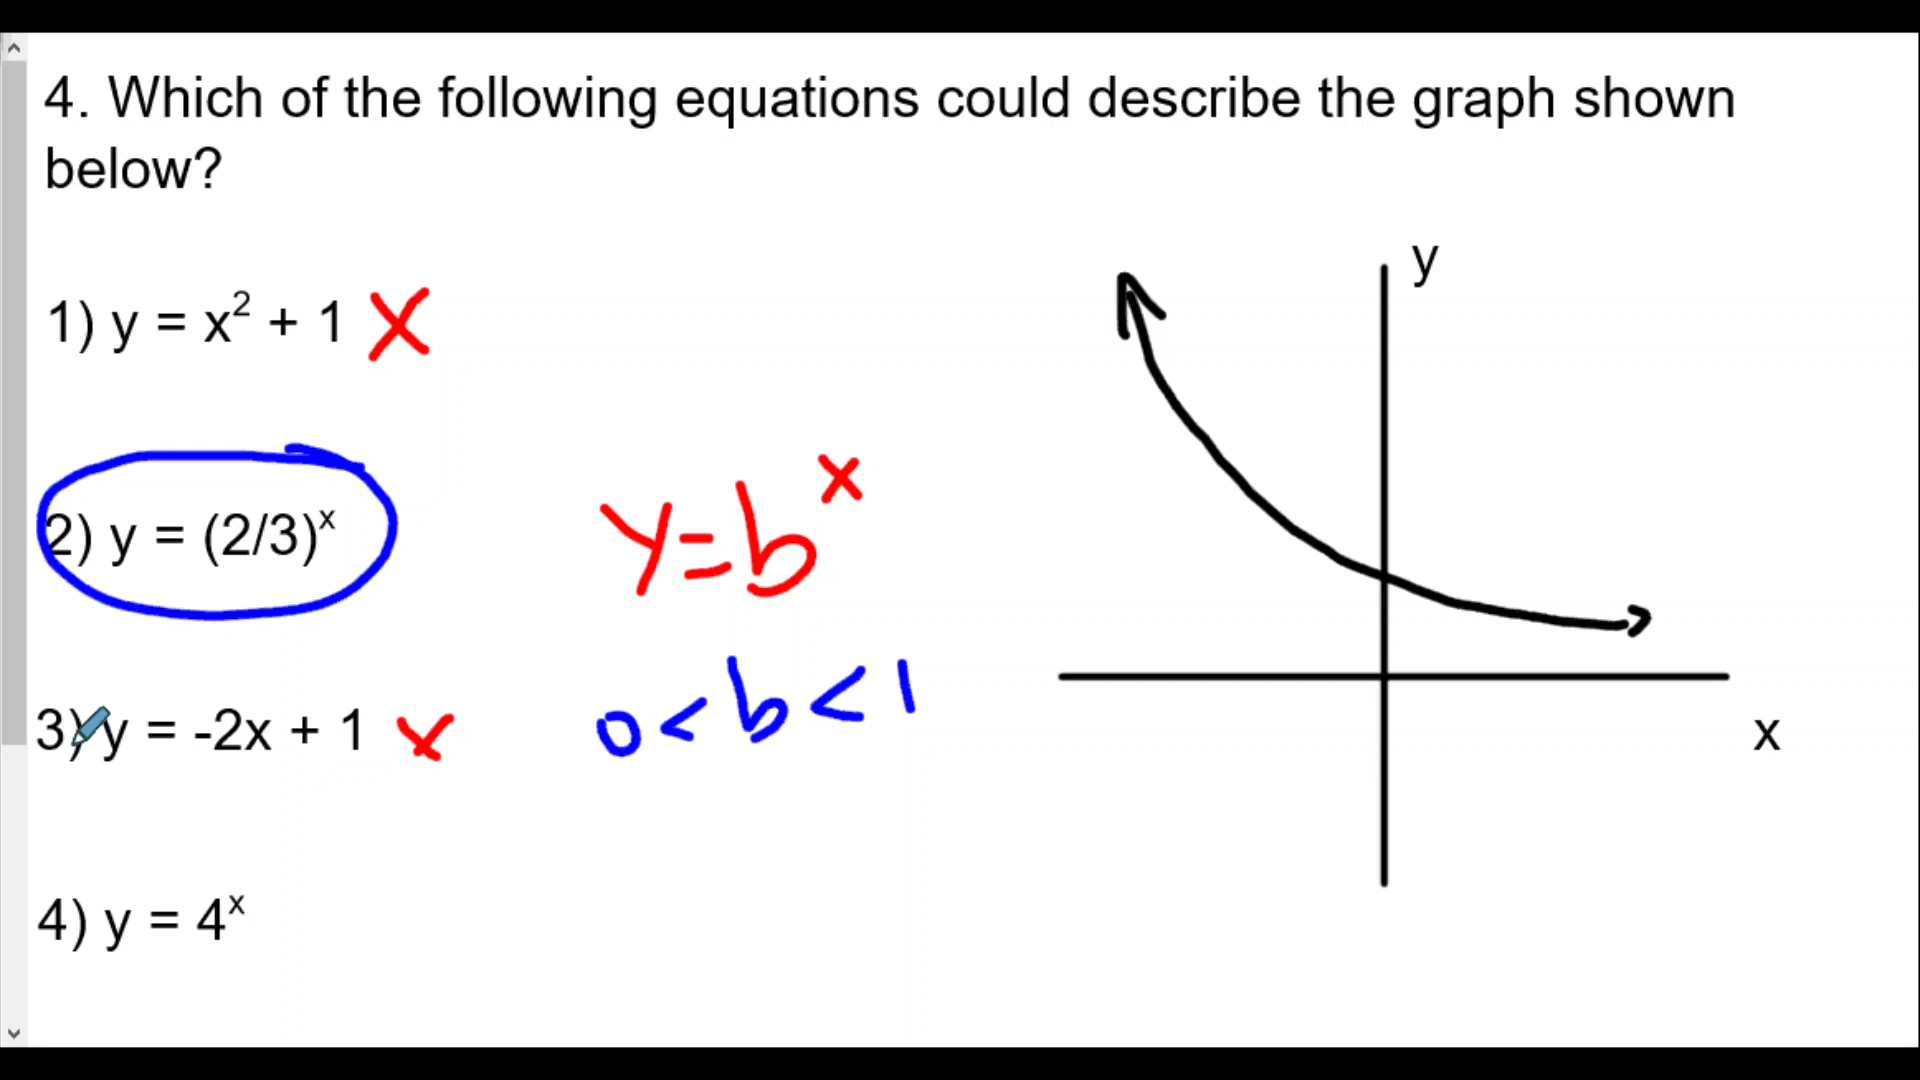 4. Which of the following equations could describe the graph shown
below?
y
1) y = x² + 1 X
2) y = (2/3)ˣ
y = bˣ
0 < b < 1
3) y = -2x + 1 x
x
4) y = 4ˣ